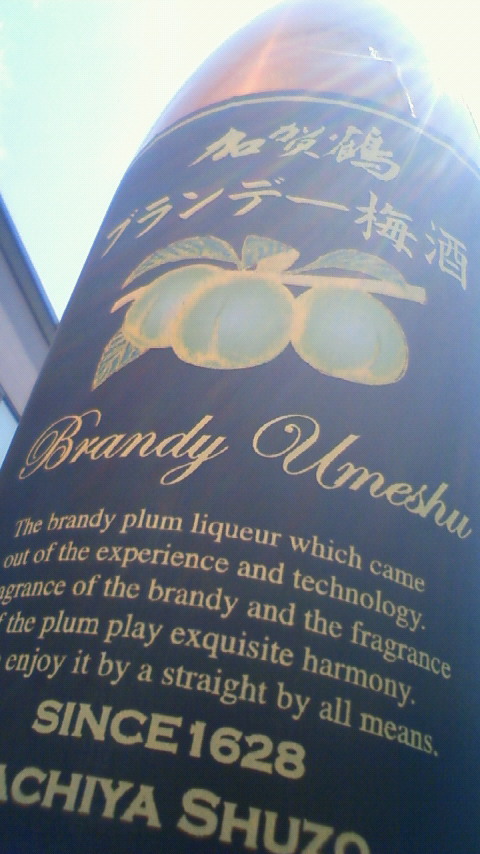 加賀鶴
ブランデー梅酒
Brandy Umeshu
The brandy plum liqueur which came
out of the experience and technology.
agrance of the brandy and the fragrance
f the plum play exquisite harmony.
enjoy it by a straight by all means.
SINCE1628
ACHIYA SHUZO